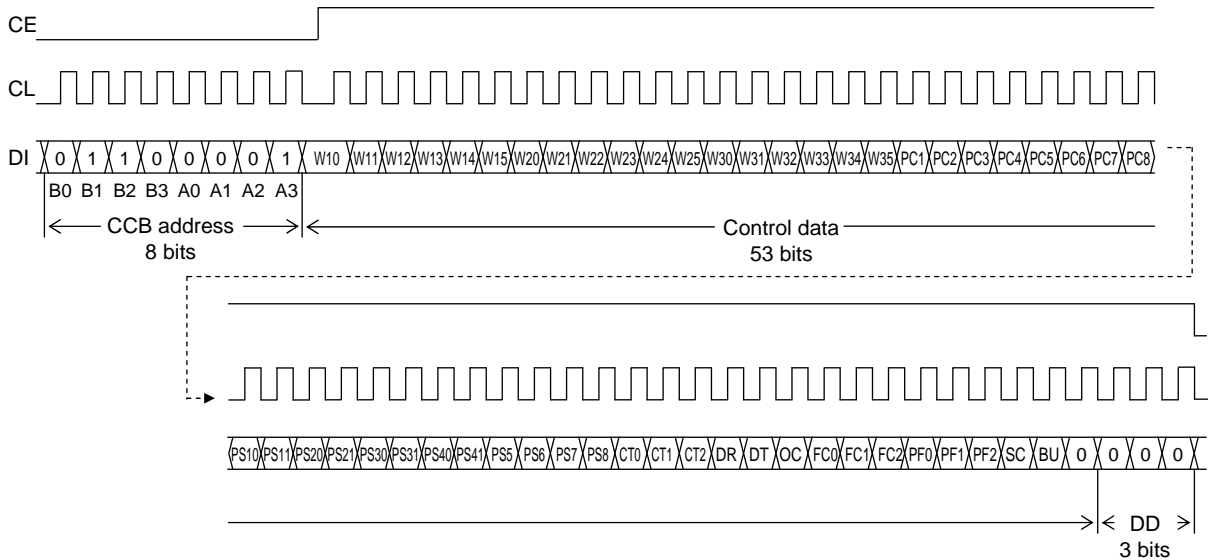 CE
CL
DI 0 1 1 0 0 0 0 1 W10 W11 W12 W13 W14 W15 W20 W21 W22 W23 W24 W25 W30 W31 W32 W33 W34 W35 PC1 PC2 PC3 PC4 PC5 PC6 PC7 PC8
B0 B1 B2 B3 A0 A1 A2 A3
CCB address
8 bits
Control data
53 bits
PS10 PS11 PS20 PS21 PS30 PS31 PS40 PS41 PS5 PS6 PS7 PS8 CT0 CT1 CT2 DR DT OC FC0 FC1 FC2 PF0 PF1 PF2 SC BU 0 0 0 0
DD
3 bits